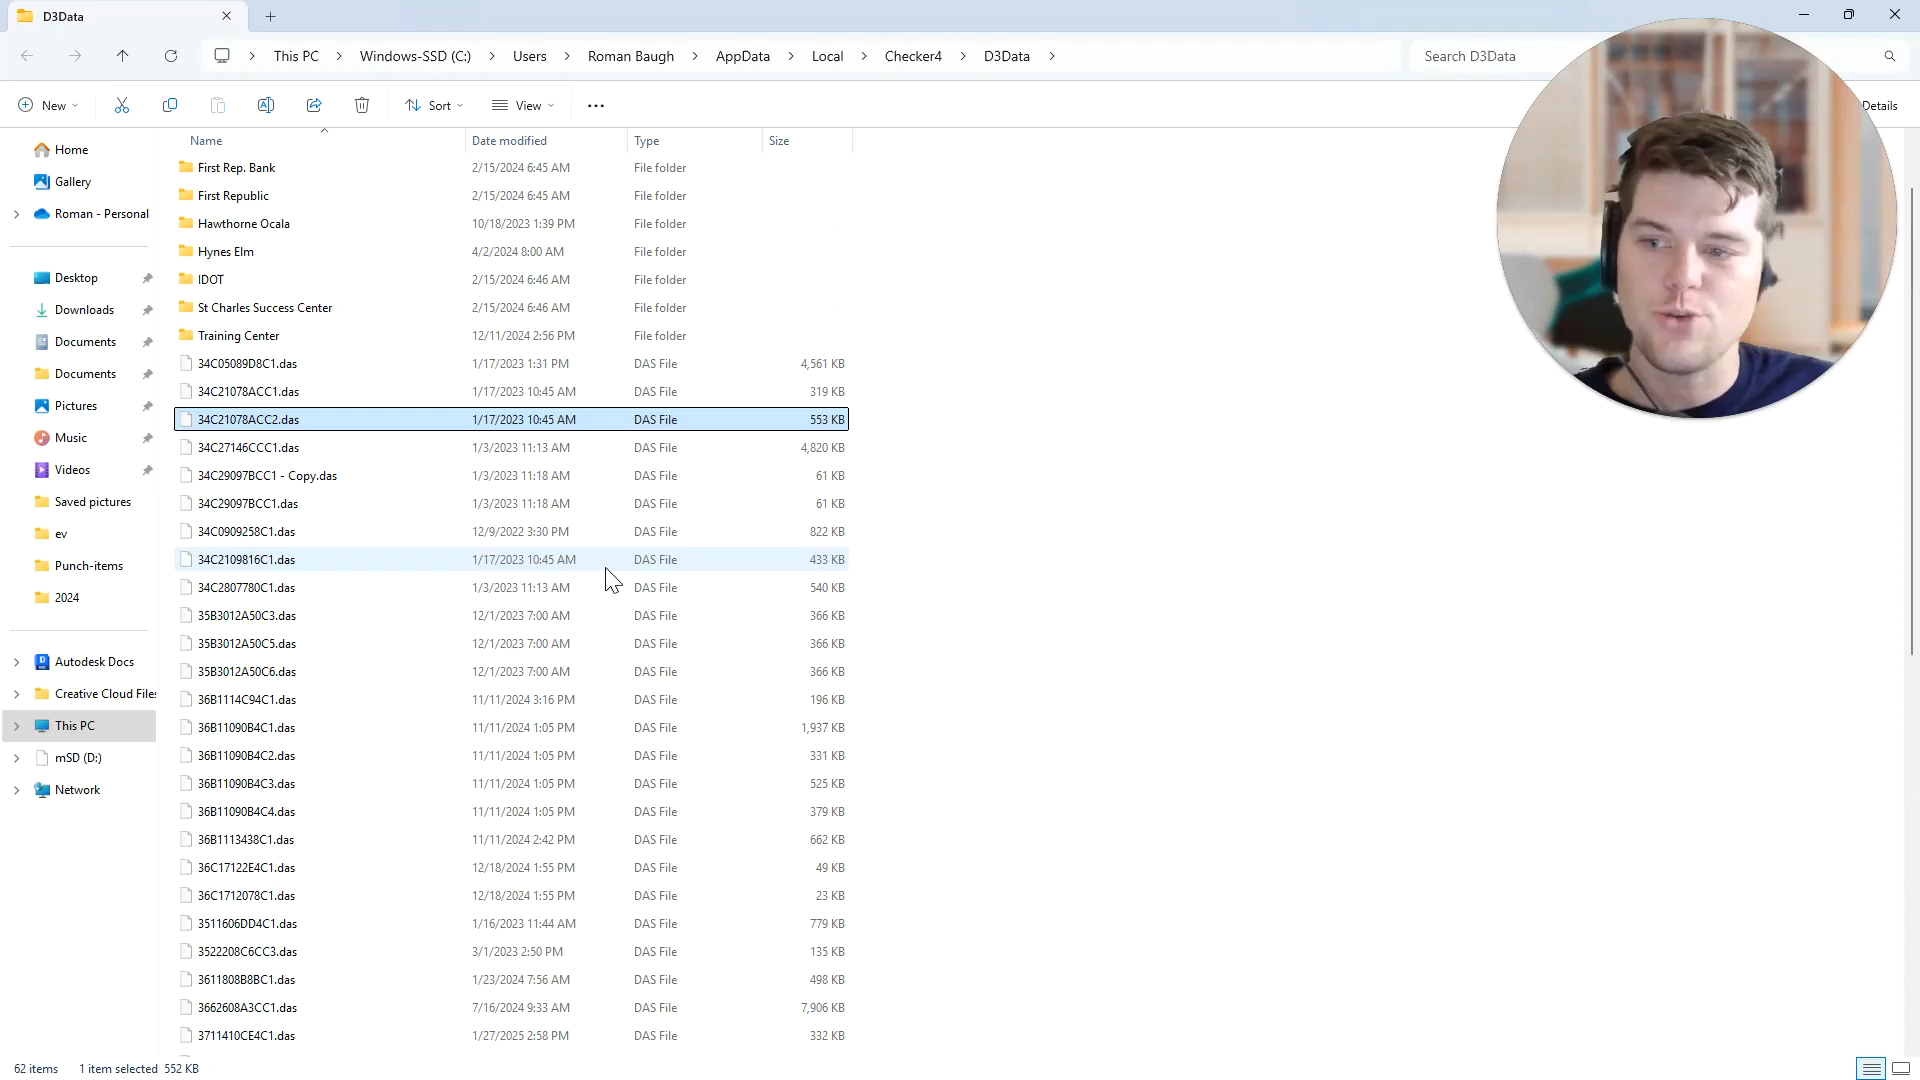 D3Data
This PC
Windows-SSD (C:)
Users
Roman Baugh
AppData
Local
Checker4
D3Data
Search D3Data
New
Sort
View
Details
Name
Date modified
Type
Size
Home
Gallery
Roman - Personal
Desktop
Downloads
Documents
Documents
Pictures
Music
Videos
Saved pictures
ev
Punch-items
2024
Autodesk Docs
Creative Cloud Files
This PC
mSD (D:)
Network
First Rep. Bank 2/15/2024 6:45 AM File folder
First Republic 2/15/2024 6:45 AM File folder
Hawthorne Ocala 10/18/2023 1:39 PM File folder
Hynes Elm 4/2/2024 8:00 AM File folder
IDOT 2/15/2024 6:46 AM File folder
St Charles Success Center 2/15/2024 6:46 AM File folder
Training Center 12/11/2024 2:56 PM File folder
34C05089D8C1.das 1/17/2023 1:31 PM DAS File 4,561 KB
34C21078ACC1.das 1/17/2023 10:45 AM DAS File 319 KB
34C21078ACC2.das 1/17/2023 10:45 AM DAS File 553 KB
34C27146CCC1.das 1/3/2023 11:13 AM DAS File 4,820 KB
34C29097BCC1 - Copy.das 1/3/2023 11:18 AM DAS File 61 KB
34C29097BCC1.das 1/3/2023 11:18 AM DAS File 61 KB
34C0909258C1.das 12/9/2022 3:30 PM DAS File 822 KB
34C2109816C1.das 1/17/2023 10:45 AM DAS File 433 KB
34C2807780C1.das 1/3/2023 11:13 AM DAS File 540 KB
35B3012A50C3.das 12/1/2023 7:00 AM DAS File 366 KB
35B3012A50C5.das 12/1/2023 7:00 AM DAS File 366 KB
35B3012A50C6.das 12/1/2023 7:00 AM DAS File 366 KB
36B1114C94C1.das 11/11/2024 3:16 PM DAS File 196 KB
36B11090B4C1.das 11/11/2024 1:05 PM DAS File 1,937 KB
36B11090B4C2.das 11/11/2024 1:05 PM DAS File 331 KB
36B11090B4C3.das 11/11/2024 1:05 PM DAS File 525 KB
36B11090B4C4.das 11/11/2024 1:05 PM DAS File 379 KB
36B1113438C1.das 11/11/2024 2:42 PM DAS File 662 KB
36C17122E4C1.das 12/18/2024 1:55 PM DAS File 49 KB
36C1712078C1.das 12/18/2024 1:55 PM DAS File 23 KB
3511606DD4C1.das 1/16/2023 11:44 AM DAS File 779 KB
3522208C6CC3.das 3/1/2023 2:50 PM DAS File 135 KB
3611808B8BC1.das 1/23/2024 7:56 AM DAS File 498 KB
3662608A3CC1.das 7/16/2024 9:33 AM DAS File 7,906 KB
3711410CE4C1.das 1/27/2025 2:58 PM DAS File 332 KB
62 items 1 item selected 552 KB